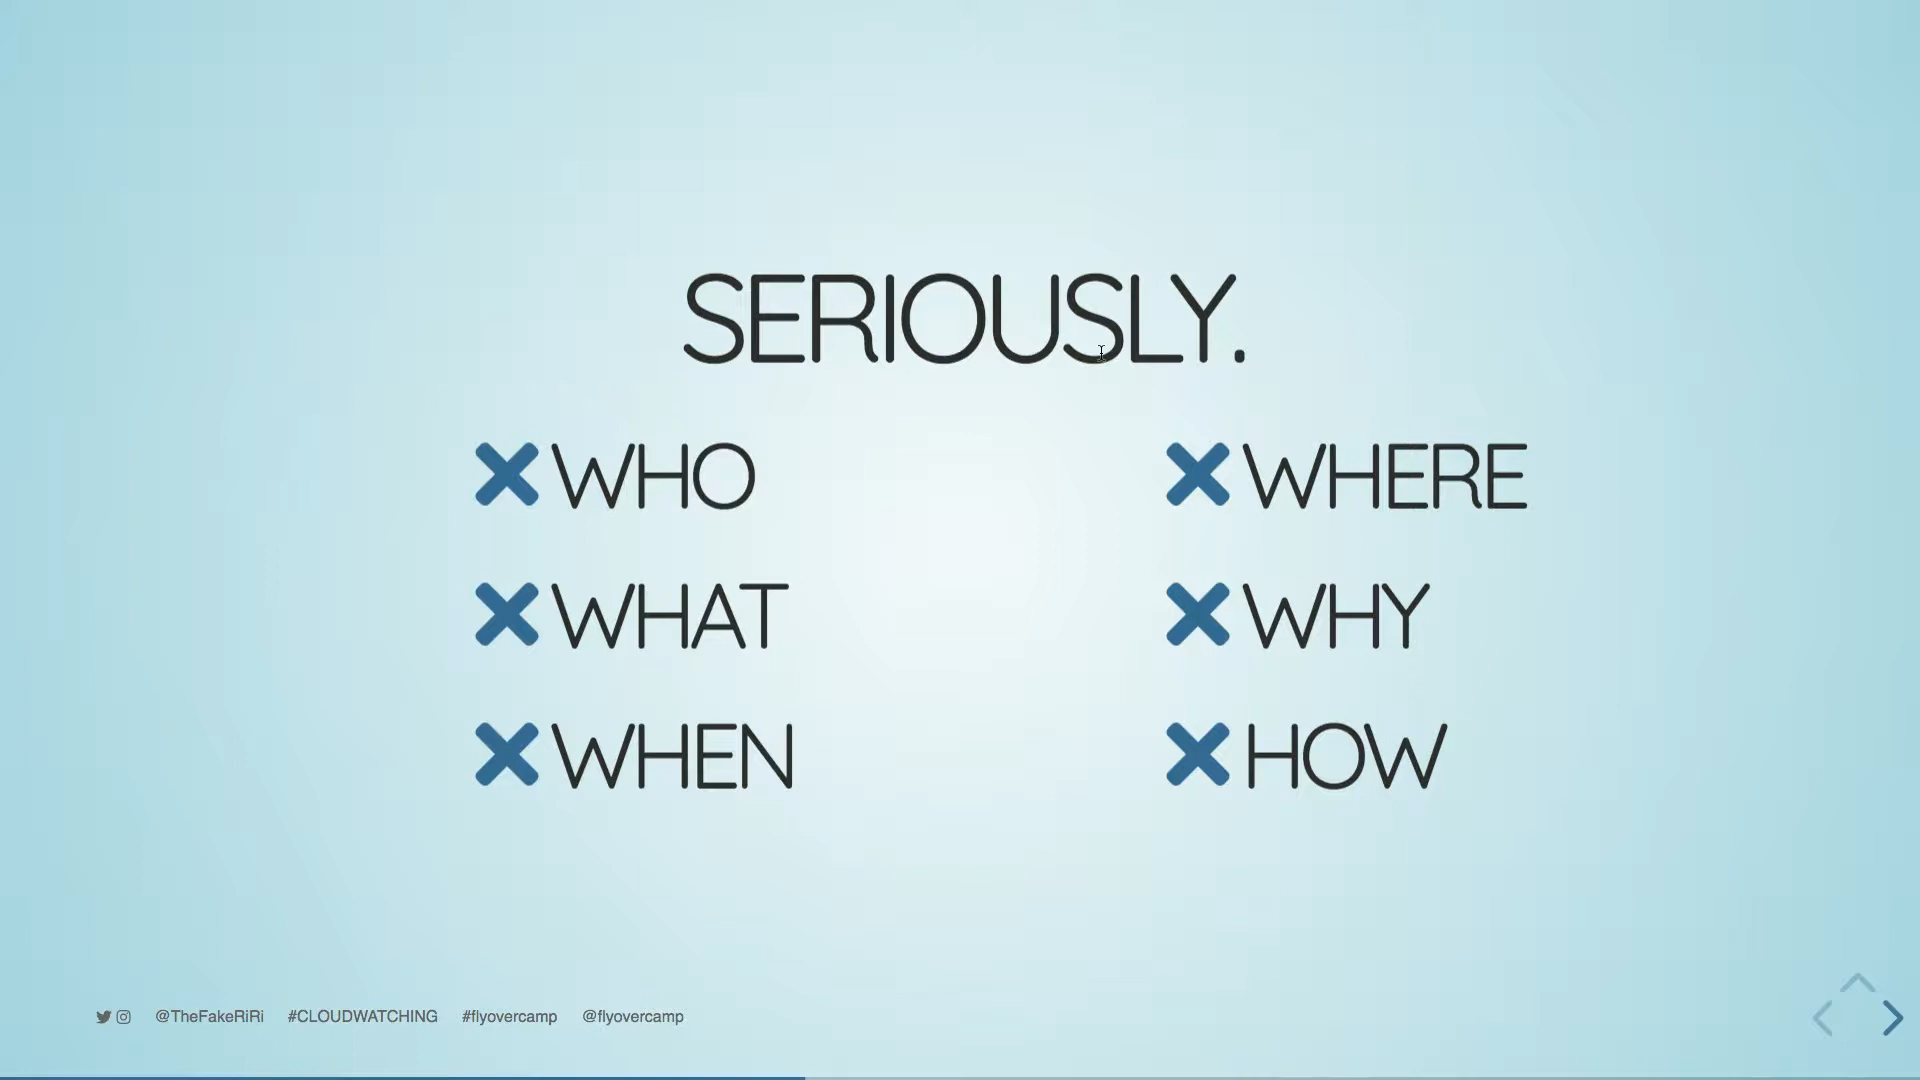 SERIOUSLY.
WHO
WHAT
WHEN
WHERE
WHY
HOW
@TheFakeRiRi #CLOUDWATCHING #flyovercamp @flyovercamp